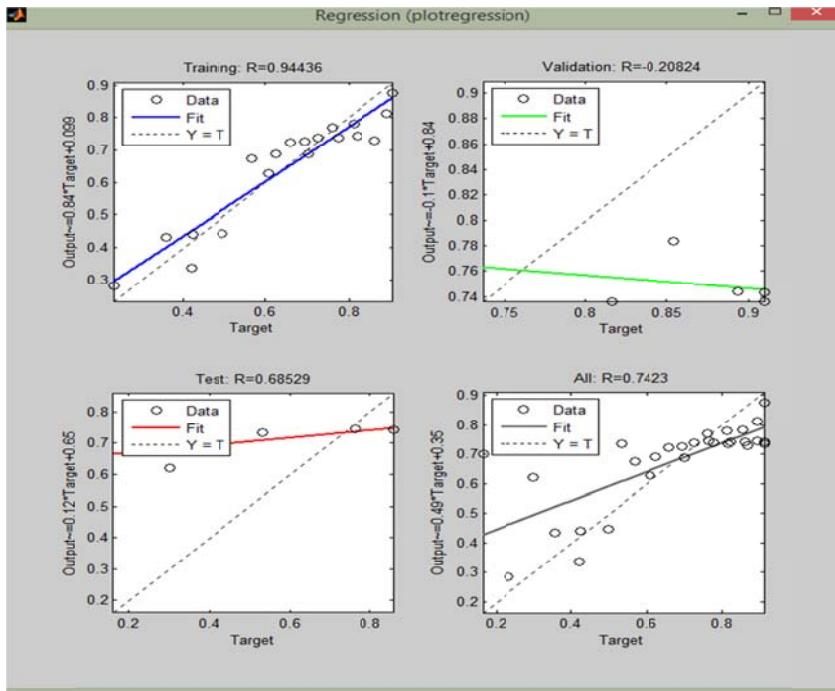 Regression (plotregression)
Training: R=0.94436
Output~=0.84*Target+0.099
0.9
0.8
0.7
0.6
0.5
0.4
0.3
Data
Fit
Y = T
0.4 0.6 0.8
Target
Validation: R=-0.20824
Output~=-0.1*Target+0.84
0.9
0.88
0.86
0.84
0.82
0.8
0.78
0.76
0.74
Data
Fit
Y = T
0.75 0.8 0.85 0.9
Target
Test: R=0.68529
Output~=0.12*Target+0.65
0.8
0.7
0.6
0.5
0.4
0.3
0.2
Data
Fit
Y = T
0.2 0.4 0.6 0.8
Target
All: R=0.7423
Output~=0.49*Target+0.35
0.9
0.8
0.7
0.6
0.5
0.4
0.3
0.2
Data
Fit
Y = T
0.2 0.4 0.6 0.8
Target